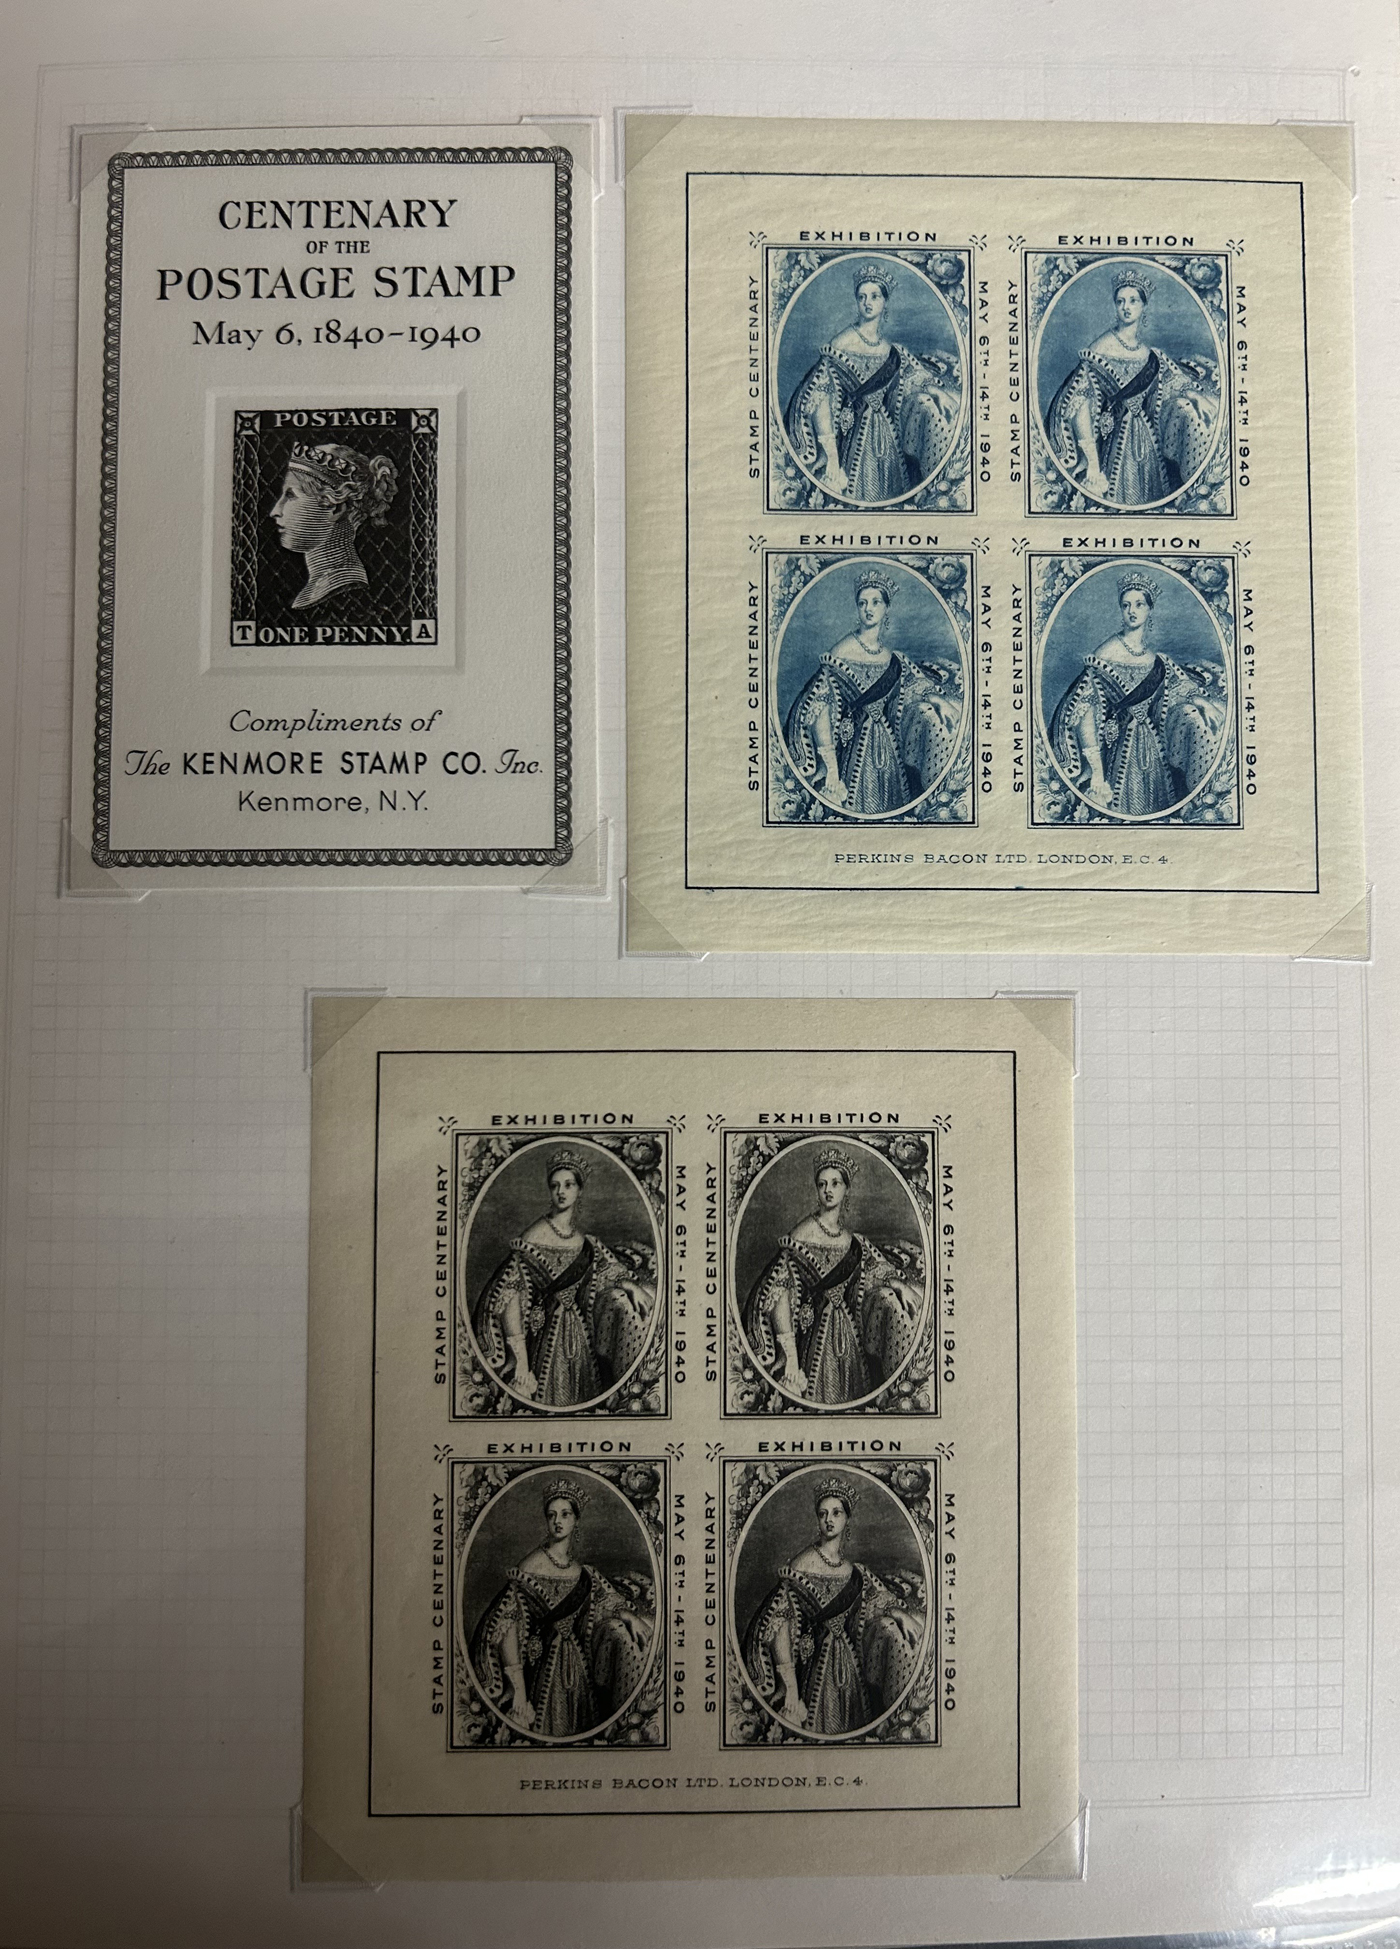 CENTENARY
OF THE
POSTAGE STAMP
May 6, 1840-1940
POSTAGE
T ONE PENNY A
Compliments of
The KENMORE STAMP CO. Inc.
Kenmore, N.Y.
EXHIBITION
STAMP CENTENARY
MAY 6TH - 14TH 1940
EXHIBITION
STAMP CENTENARY
MAY 6TH - 14TH 1940
EXHIBITION
STAMP CENTENARY
MAY 6TH - 14TH 1940
EXHIBITION
STAMP CENTENARY
MAY 6TH - 14TH 1940
PERKINS BACON LTD. LONDON, E.C.4.
EXHIBITION
STAMP CENTENARY
MAY 6TH - 14TH 1940
EXHIBITION
STAMP CENTENARY
MAY 6TH - 14TH 1940
EXHIBITION
STAMP CENTENARY
MAY 6TH - 14TH 1940
EXHIBITION
STAMP CENTENARY
MAY 6TH - 14TH 1940
PERKINS BACON LTD. LONDON, E.C.4.